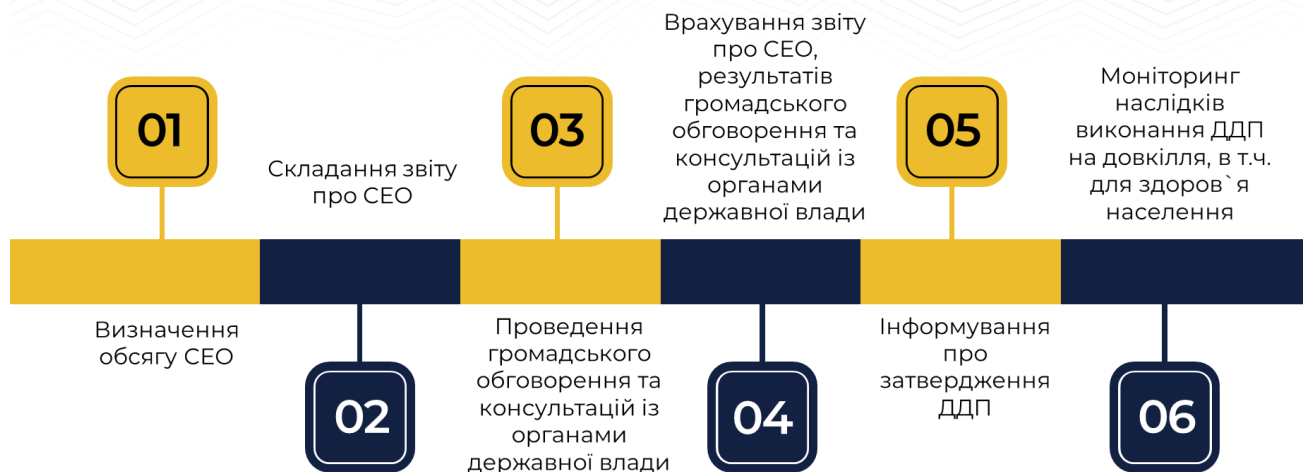 01
Визначення
обсягу СЕО
02
Складання звіту
про СЕО
03
Проведення
громадського
обговорення та
консультацій із
органами
державної влади
04
Врахування звіту
про СЕО,
результатів
громадського
обговорення та
консультацій із
органами
державної влади
05
Інформування
про
затвердження
ДДП
06
Моніторинг
наслідків
виконання ДДП
на довкілля, в т.ч.
для здоров`я
населення